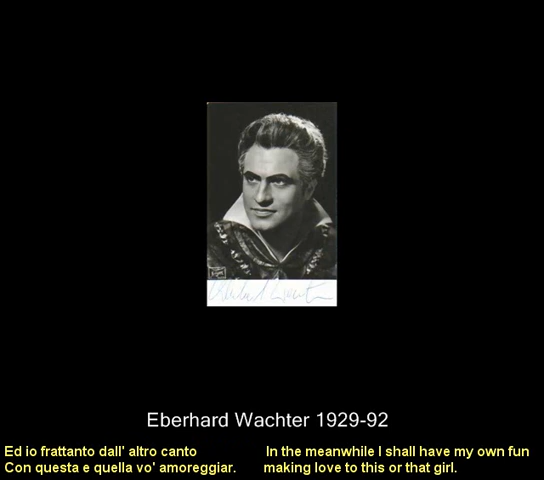 Eberhard Wachter 1929-92
Ed io frattanto dall' altro canto In the meanwhile I shall have my own fun
Con questa e quella vo' amoreggiar. making love to this or that girl.